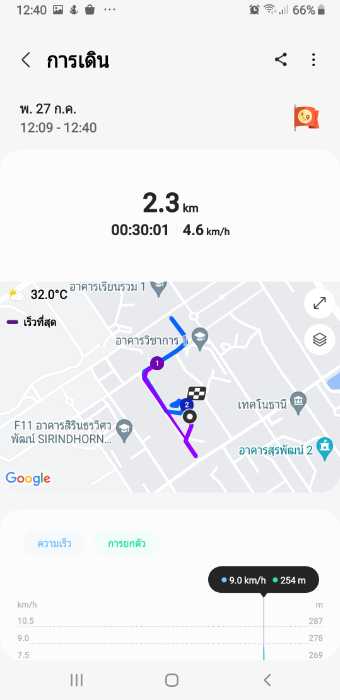 12:40
66%
การเดิน
พ. 27 ก.ค.
12:09 - 12:40
2.3 km
00:30:01 4.6 km/h
32.0°C
เร็วที่สุด
อาคารเรียนรวม 1
อาคารวิชาการ 1
1
2
เทคโนธานี
F11 อาคารสิรินธรวิศว
พัฒน์ SIRINDHORN...
อาคารสุรพัฒน์ 2
Google
ความเร็ว การยกตัว
9.0 km/h 254 m
km/h m
10.5 287
9.0 278
7.5 269